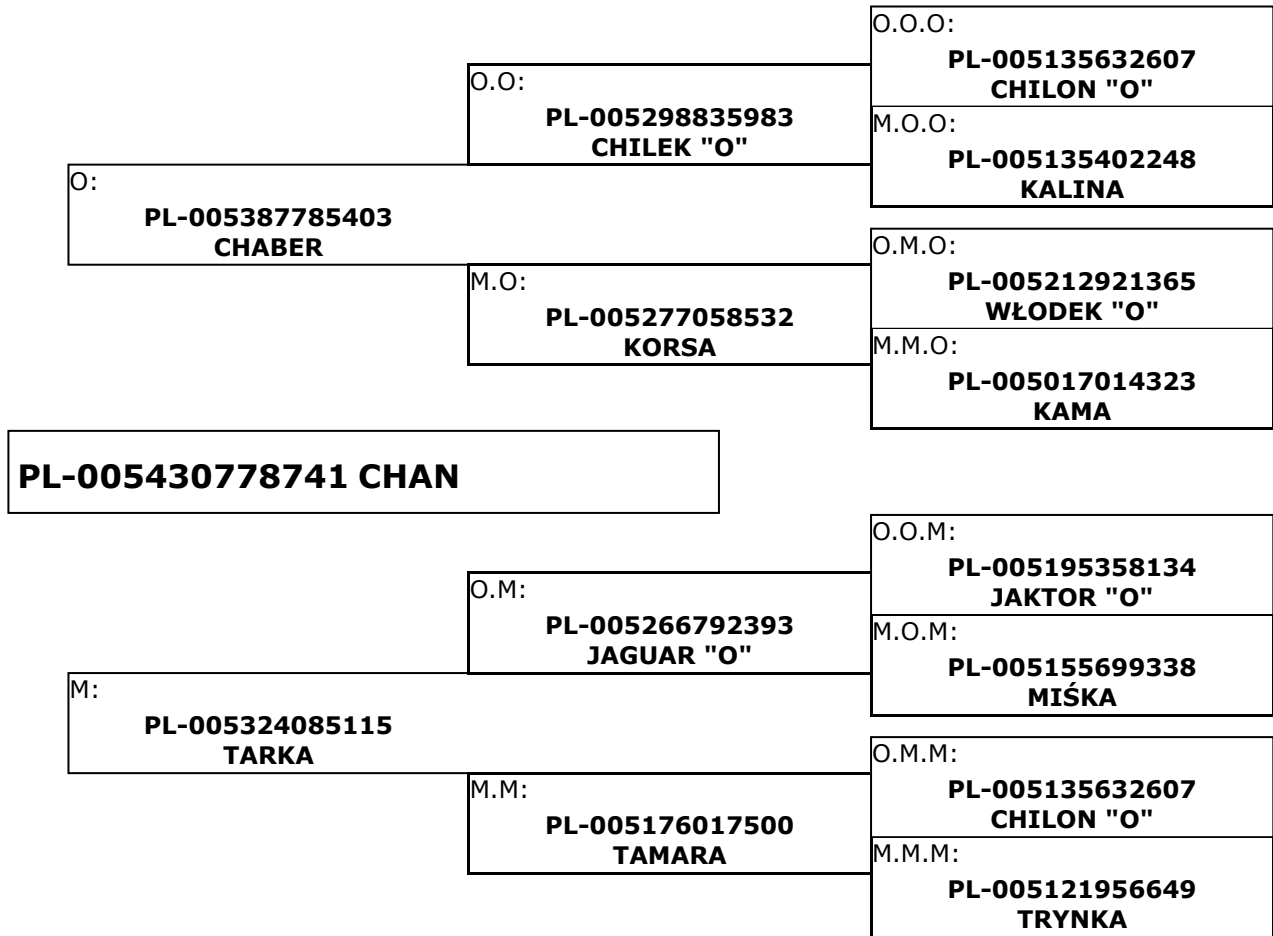 O.O.O:
PL-005135632607
CHILON "O"
O.O:
PL-005298835983
CHILEK "O"
M.O.O:
PL-005135402248
KALINA
O:
PL-005387785403
CHABER
O.M.O:
PL-005212921365
WŁODEK "O"
M.O:
PL-005277058532
KORSA
M.M.O:
PL-005017014323
KAMA
PL-005430778741 CHAN
O.O.M:
PL-005195358134
JAKTOR "O"
O.M:
PL-005266792393
JAGUAR "O"
M.O.M:
PL-005155699338
MIŚKA
M:
PL-005324085115
TARKA
O.M.M:
PL-005135632607
CHILON "O"
M.M:
PL-005176017500
TAMARA
M.M.M:
PL-005121956649
TRYNKA